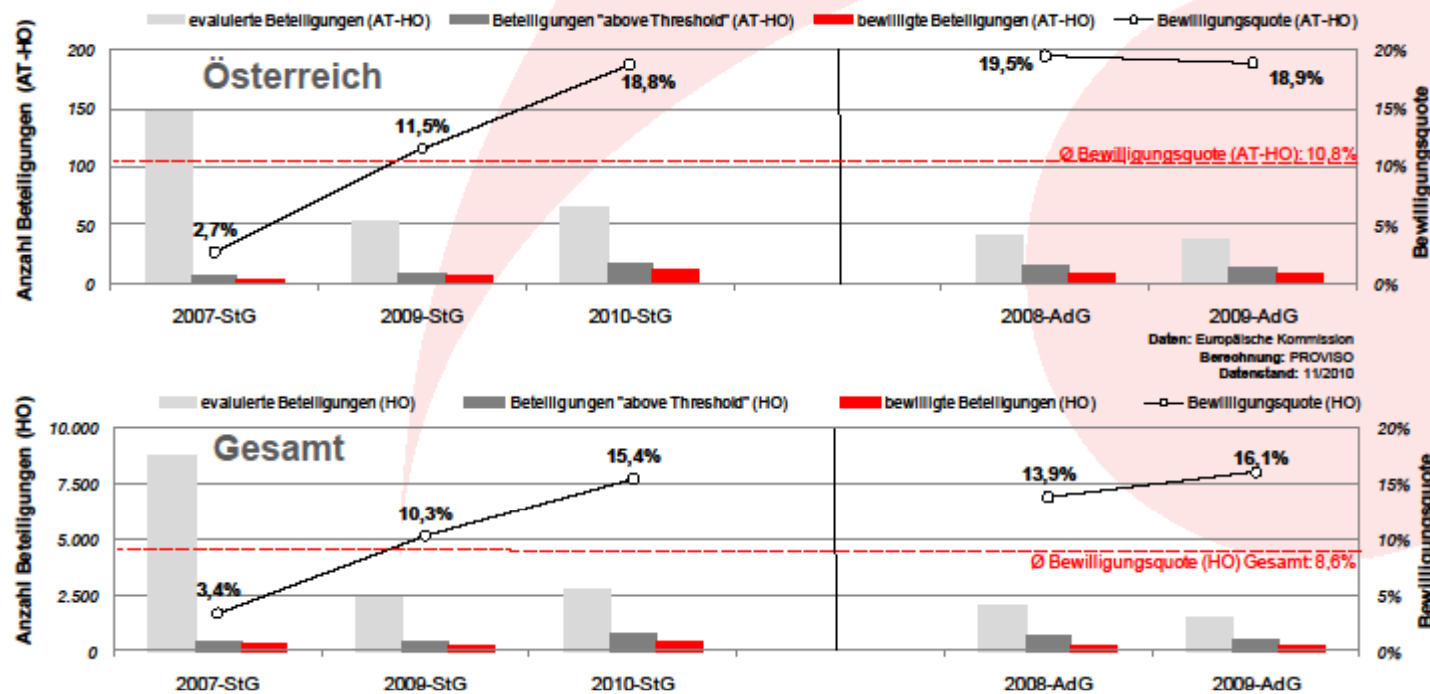 evaluierte Beteiligungen (AT-HO) Beteiligungen "above Threshold" (AT-HO) bewilligte Beteiligungen (AT-HO) Bewilligungsquote (AT-HO)
Anzahl Beteiligungen (AT-HO)
Bewilligungsquote
Österreich
200 20%
150 15%
100 10%
50 5%
0 0%
2,7% 11,5% 18,8% 19,5% 18,9%
Ø Bewilligungsquote (AT-HO): 10,8%
2007-StG 2009-StG 2010-StG 2008-AdG 2009-AdG
Daten: Europäische Kommission
Berechnung: PROVISO
Datenstand: 11/2010
evaluierte Beteiligungen (HO) Beteiligungen "above Threshold" (HO) bewilligte Beteiligungen (HO) Bewilligungsquote (HO)
Anzahl Beteiligungen (HO)
Bewilligungsquote
Gesamt
10.000 20%
7.500 15%
5.000 10%
2.500 5%
0 0%
3,4% 10,3% 15,4% 13,9% 16,1%
Ø Bewilligungsquote (HO) Gesamt: 8,6%
2007-StG 2009-StG 2010-StG 2008-AdG 2009-AdG